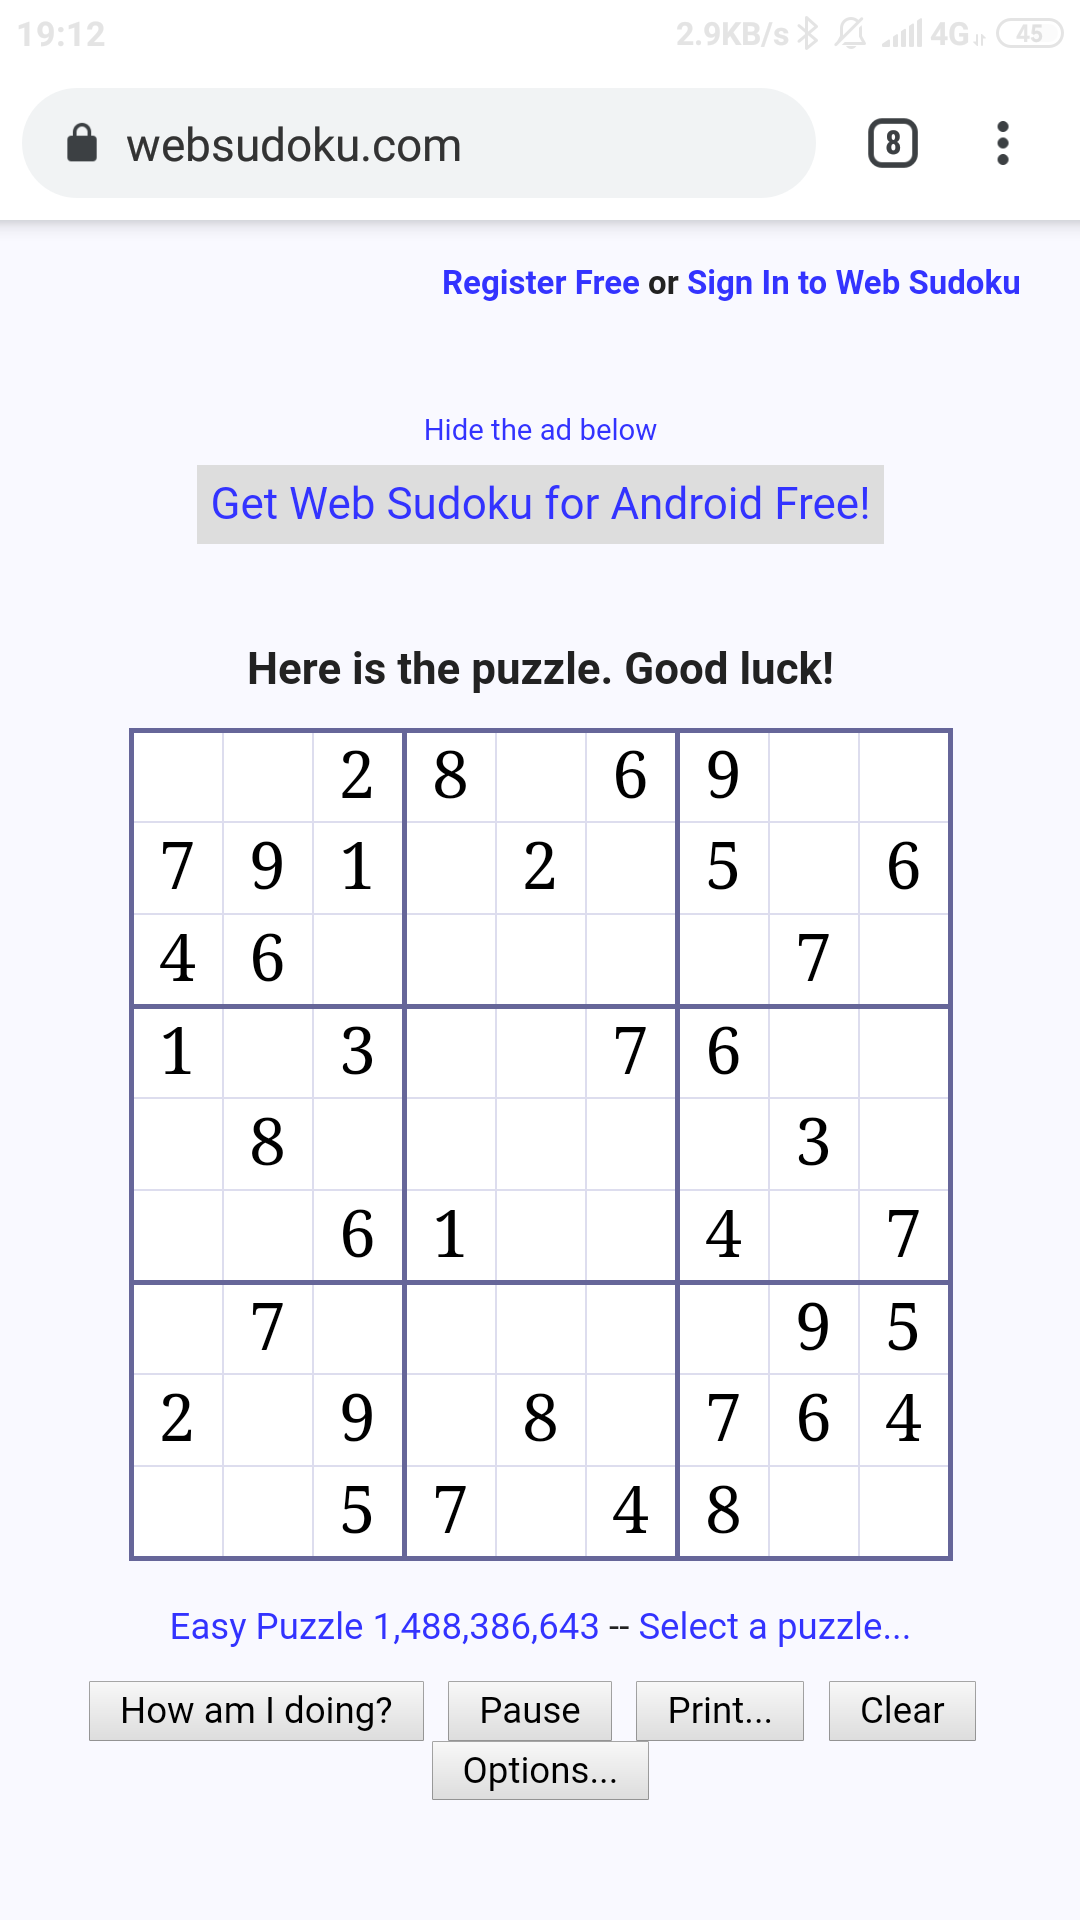 19:12 2.9KB/s 4G 45
websudoku.com 8
Register Free or Sign In to Web Sudoku
Hide the ad below
Get Web Sudoku for Android Free!
Here is the puzzle. Good luck!
2 8 6 9
7 9 1 2 5 6
4 6 7
1 3 7 6
8 3
6 1 4 7
7 9 5
2 9 8 7 6 4
5 7 4 8
Easy Puzzle 1,488,386,643 -- Select a puzzle...
How am I doing? Pause Print... Clear
Options...